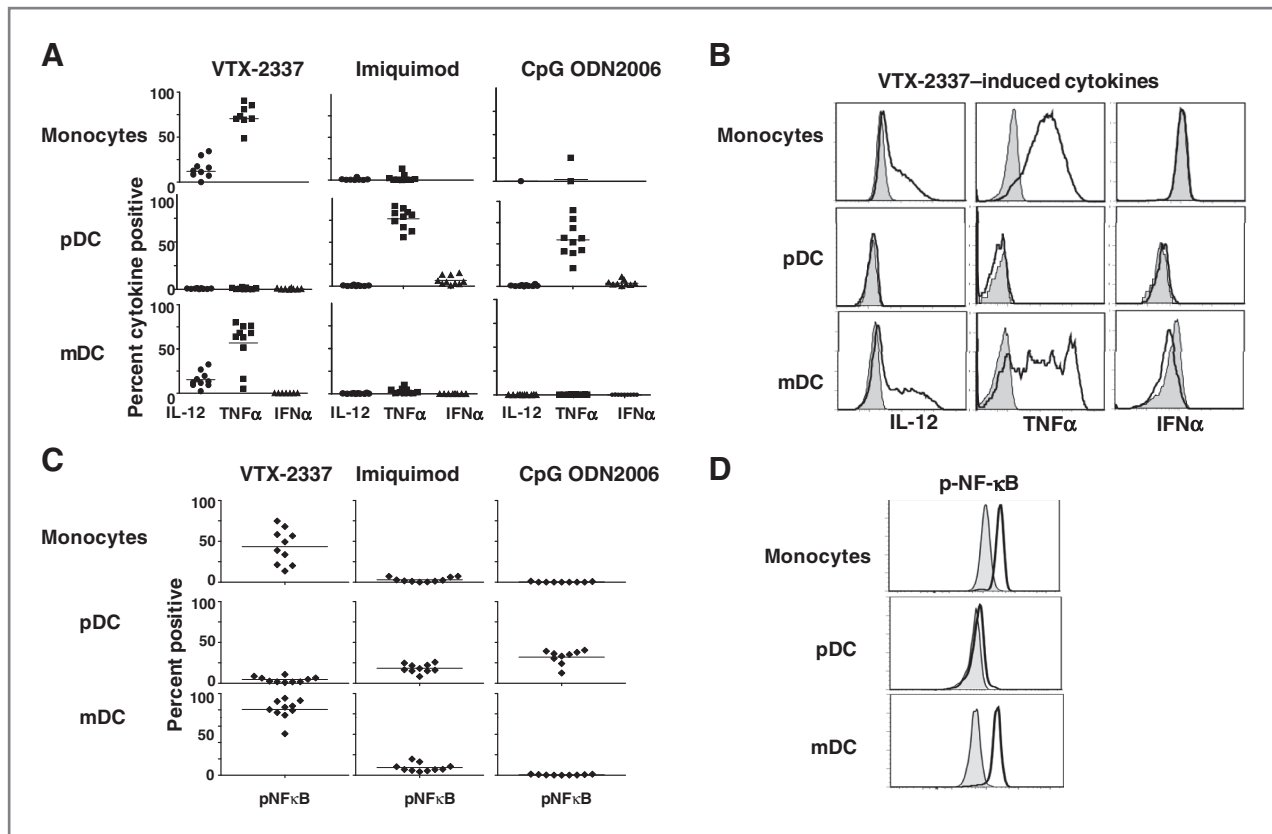 A
VTX-2337 Imiquimod CpG ODN2006
Monocytes
pDC
mDC
Percent cytokine positive
100
50
0
100
50
0
100
50
IL-12 TNFα IFNα IL-12 TNFα IFNα IL-12 TNFα IFNα
B
VTX-2337–induced cytokines
Monocytes
pDC
mDC
IL-12 TNFα IFNα
C
VTX-2337 Imiquimod CpG ODN2006
Monocytes
pDC
mDC
Percent positive
100
50
0
100
50
0
100
50
0
pNFκB pNFκB pNFκB
D
p-NF-κB
Monocytes
pDC
mDC